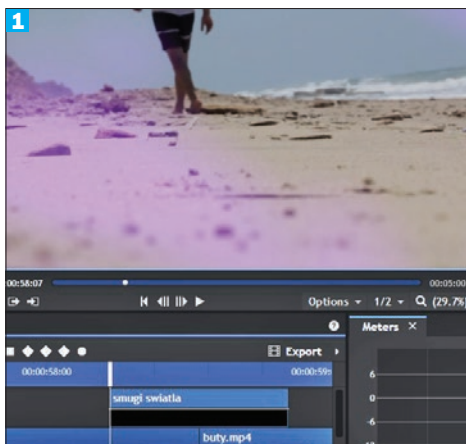 1
00:58:07 00:05:00
Options 1/2 (29.7%
Export Meters ×
00:00:58:00 00:00:59:
6
smugi swiatla 0
-6
buty.mp4